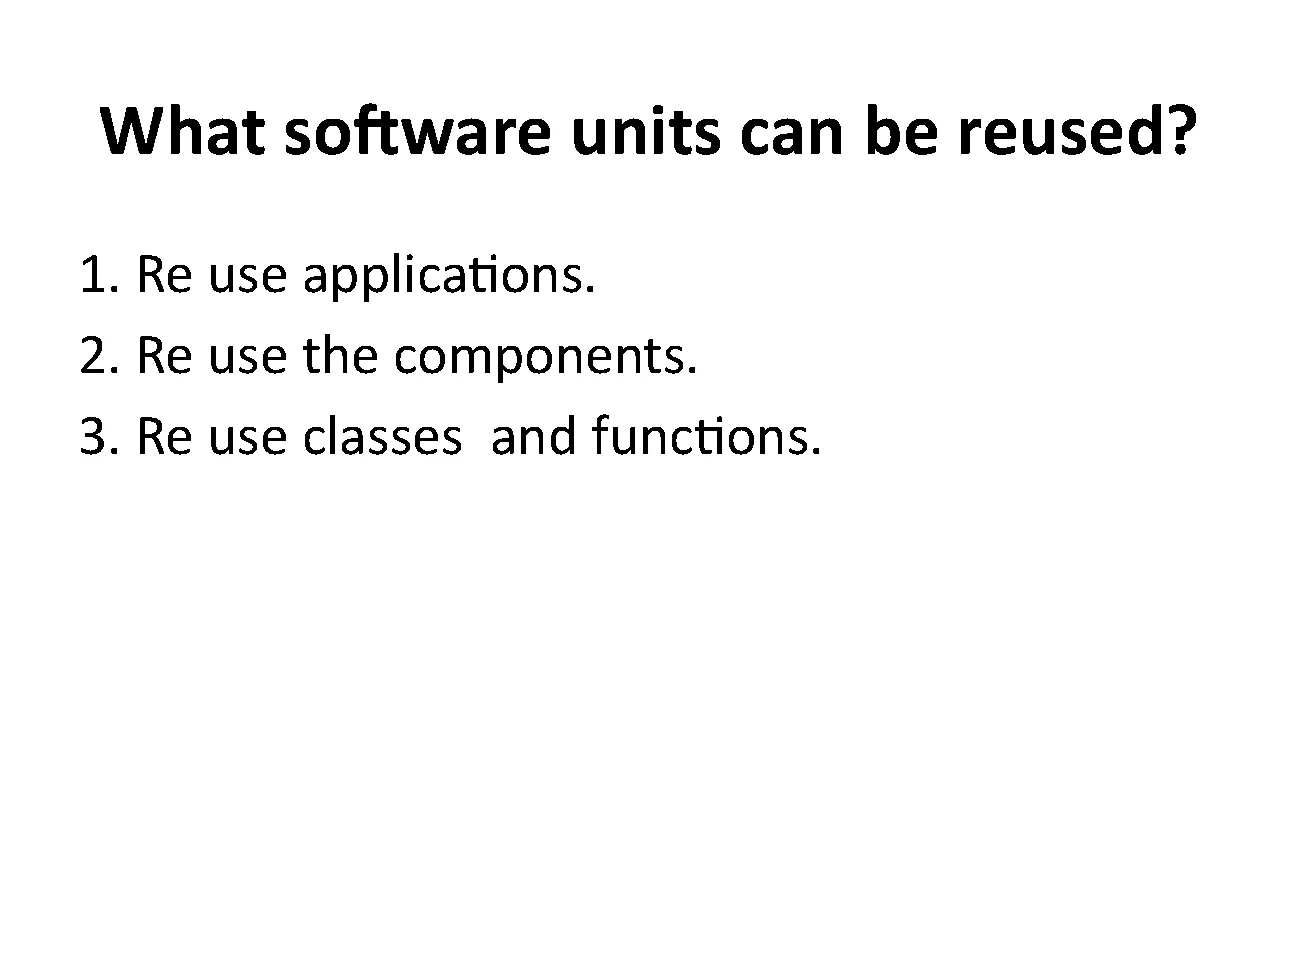 What software units can be reused?
1. Re use applications.
2. Re use the components.
3. Re use classes  and functions.